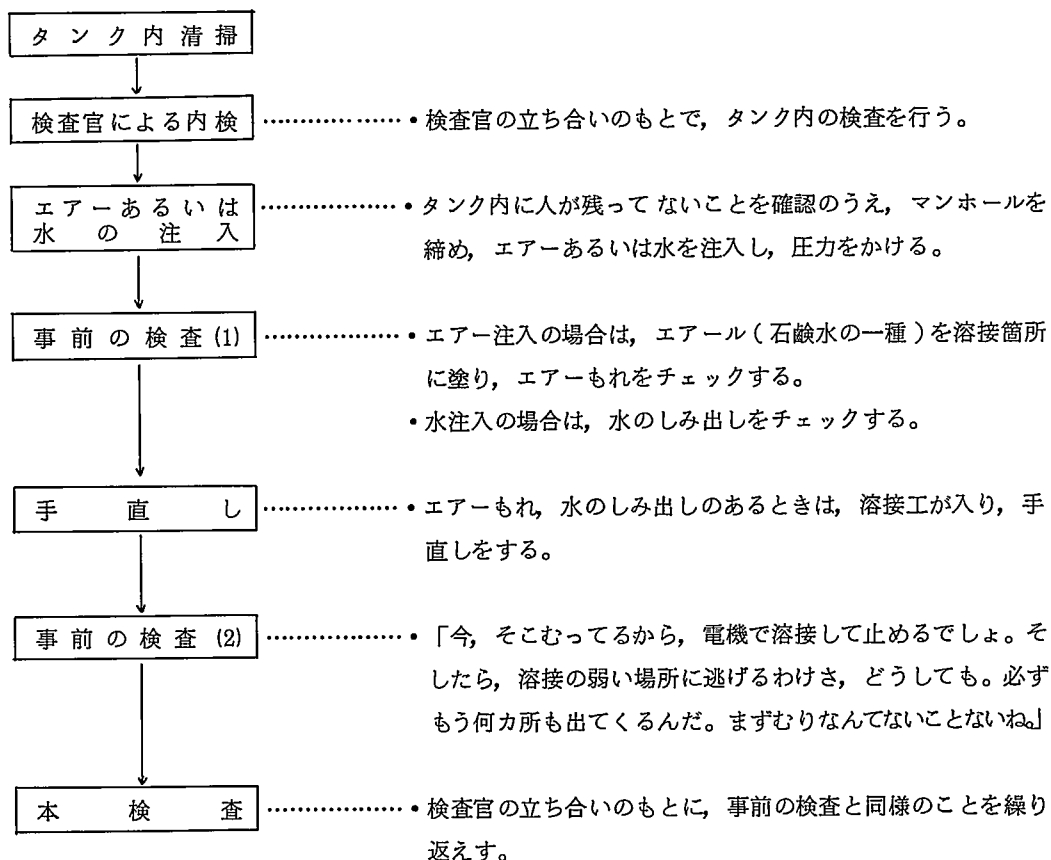 タンク内清掃
検査官による内検 ・検査官の立ち合いのもとで，タンク内の検査を行う。
エアーあるいは
水の注入
・タンク内に人が残ってないことを確認のうえ，マンホールを
締め，エアーあるいは水を注入し，圧力をかける。
事前の検査(1)
・エアー注入の場合は，エアール（石鹸水の一種）を溶接箇所
に塗り，エアーもれをチェックする。
・水注入の場合は，水のしみ出しをチェックする。
手直し
・エアーもれ，水のしみ出しのあるときは，溶接工が入り，手
直しをする。
事前の検査(2)
・「今，そこむってるから，電機で溶接して止めるでしょ。そ
したら，溶接の弱い場所に逃げるわけさ，どうしても。必ず
もう何カ所も出てくるんだ。まずむりなんてないことないね。」
本検査
・検査官の立ち合いのもとに，事前の検査と同様のことを繰り
返えす。